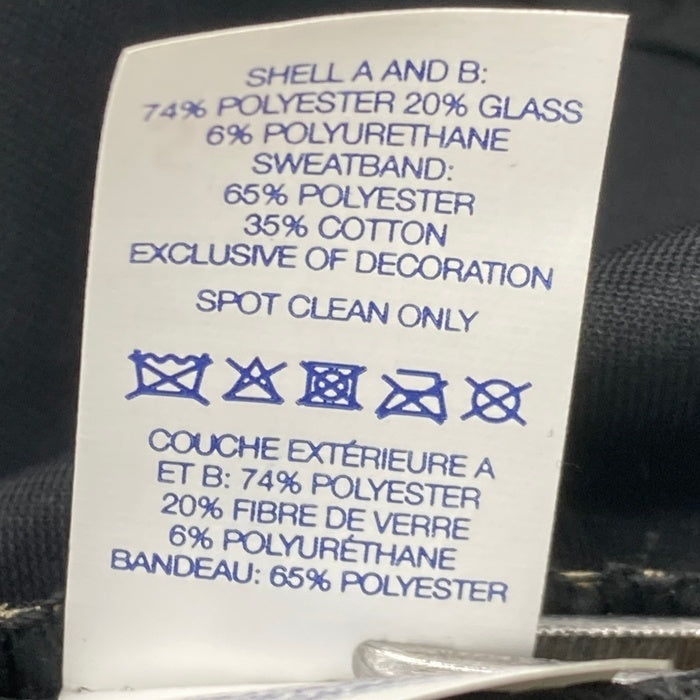 SHELL A AND B:
74% POLYESTER 20% GLASS
6% POLYURETHANE
SWEATBAND:
65% POLYESTER
35% COTTON
EXCLUSIVE OF DECORATION
SPOT CLEAN ONLY
COUCHE EXTÉRIEURE A
ET B: 74% POLYESTER
20% FIBRE DE VERRE
6% POLYURÉTHANE
BANDEAU: 65% POLYESTER